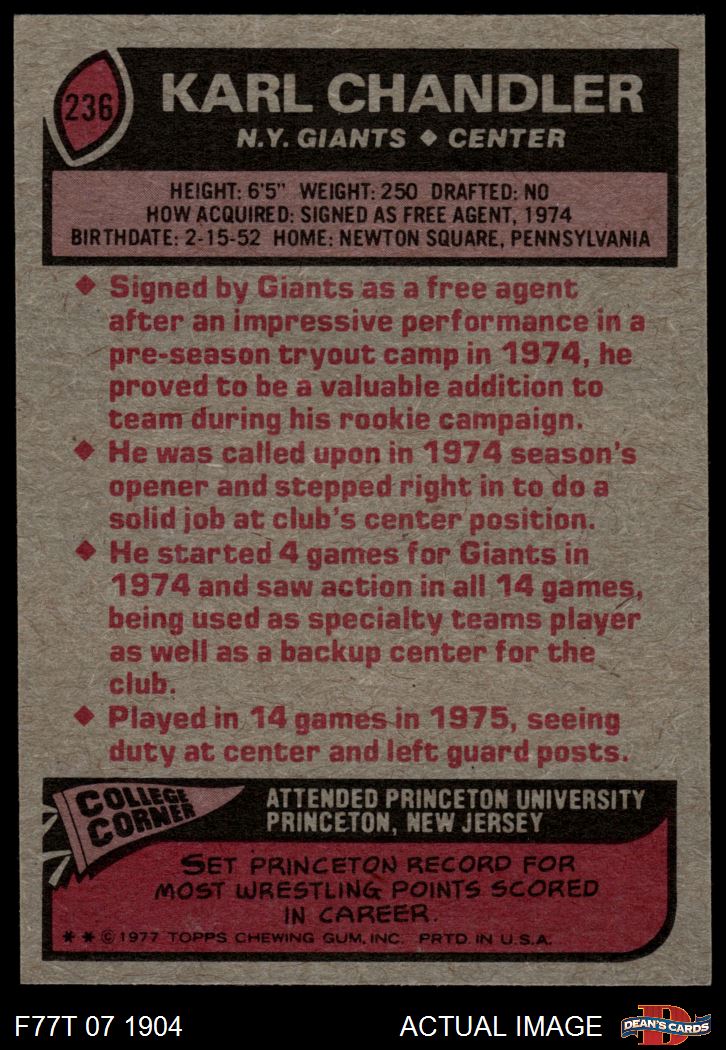 236
KARL CHANDLER
N.Y. GIANTS ◆ CENTER
HEIGHT: 6'5" WEIGHT: 250 DRAFTED: NO
HOW ACQUIRED: SIGNED AS FREE AGENT, 1974
BIRTHDATE: 2-15-52 HOME: NEWTON SQUARE, PENNSYLVANIA
◆ Signed by Giants as a free agent
after an impressive performance in a
pre-season tryout camp in 1974, he
proved to be a valuable addition to
team during his rookie campaign.
◆ He was called upon in 1974 season's
opener and stepped right in to do a
solid job at club's center position.
◆ He started 4 games for Giants in
1974 and saw action in all 14 games,
being used as specialty teams player
as well as a backup center for the
club.
◆ Played in 14 games in 1975, seeing
duty at center and left guard posts.
COLLEGE
CORNER
ATTENDED PRINCETON UNIVERSITY
PRINCETON, NEW JERSEY
SET PRINCETON RECORD FOR
MOST WRESTLING POINTS SCORED
IN CAREER.
** © 1977 TOPPS CHEWING GUM, INC. PRTD. IN U.S.A.
F77T 07 1904
ACTUAL IMAGE
D
DEAN'S CARDS